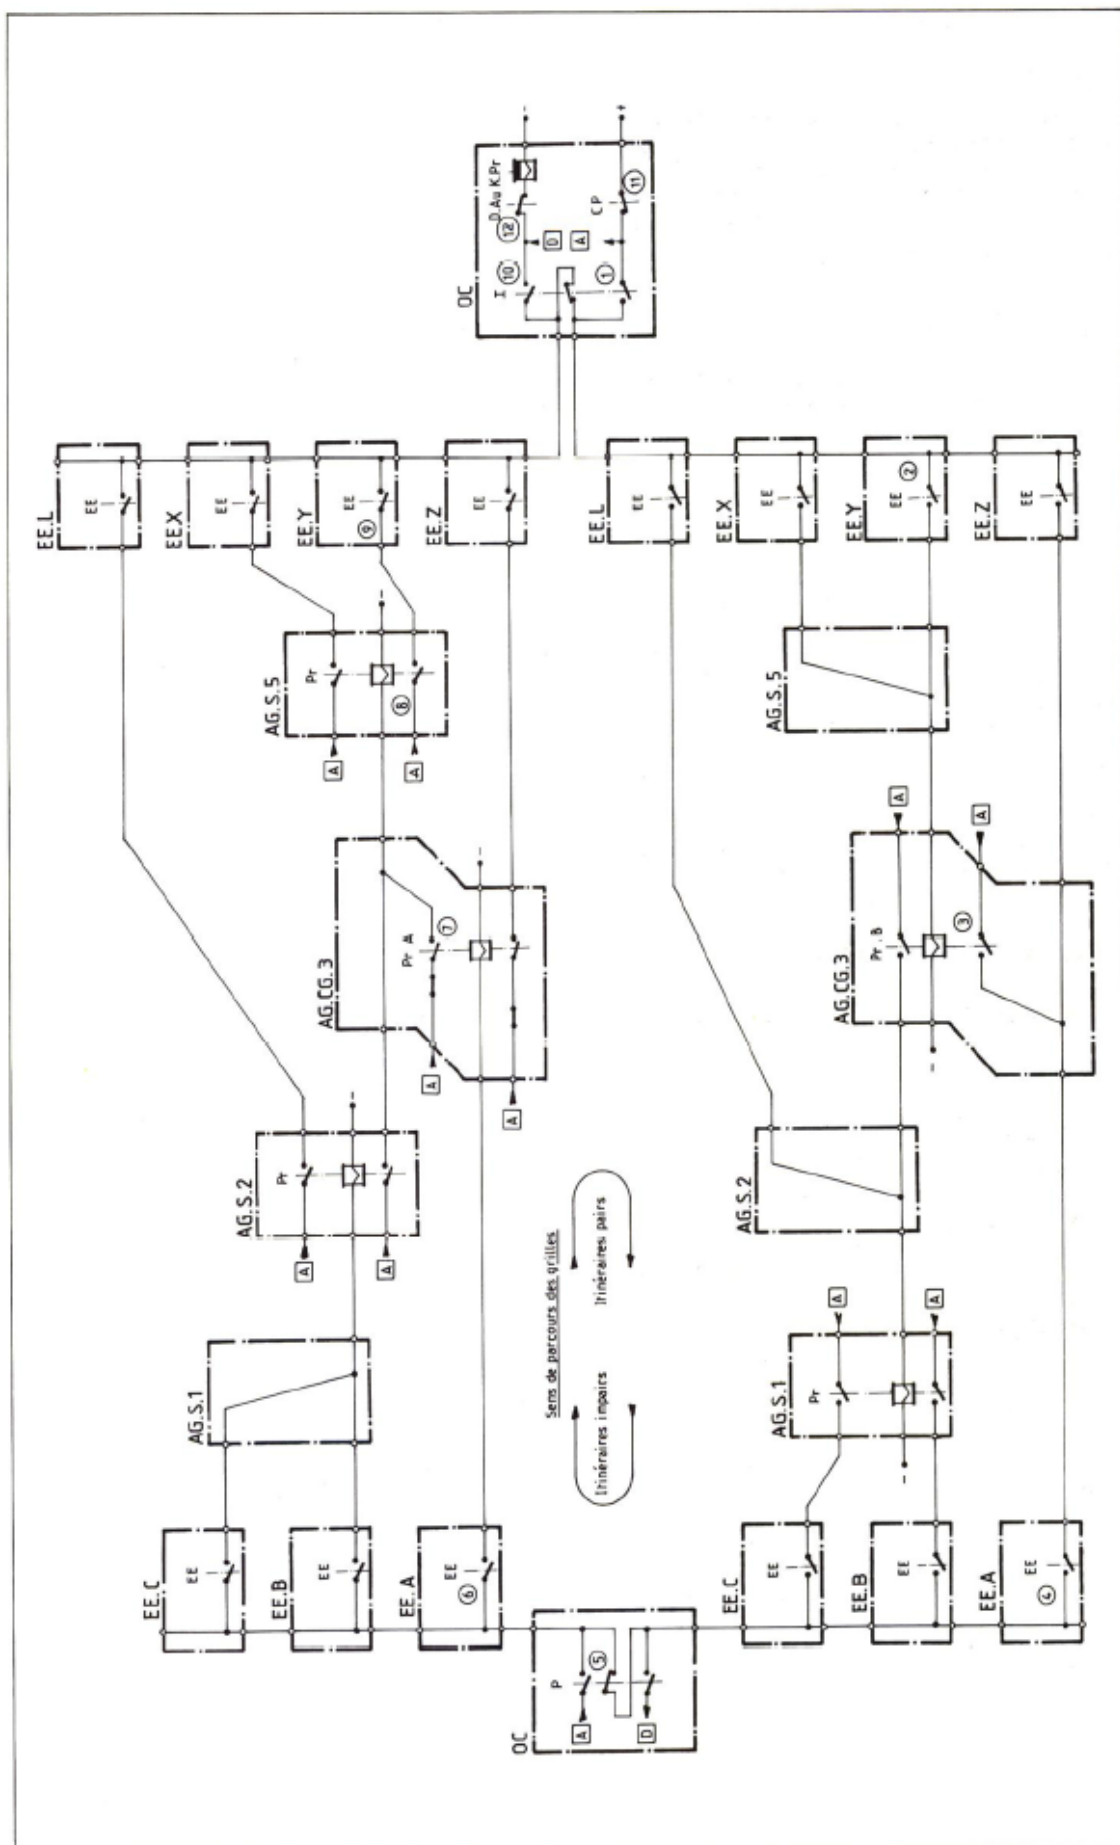 EE.C
EE
EE.B
EE
EE.A
EE
6
AG.S.1
AG.S.2
Pr
A
A
-
AG.CG.3
Pr. A
7
A
A
-
AG.S.5
Pr
8
A
A
-
EE.L
EE
EE.X
EE
EE.Y
EE
9
EE.Z
EE
OC
P
5
A
D
Sens de parcours des grilles
Itinéraires impairs
Itinéraires pairs
OC
I
10
12
D.Au K.Pr
-
D
A
1
CP
11
+
EE.C
EE
EE.B
EE
EE.A
EE
4
AG.S.1
Pr
A
A
-
AG.S.2
AG.CG.3
Pr. B
3
A
A
-
AG.S.5
EE.L
EE
EE.X
EE
EE.Y
EE
2
EE.Z
EE